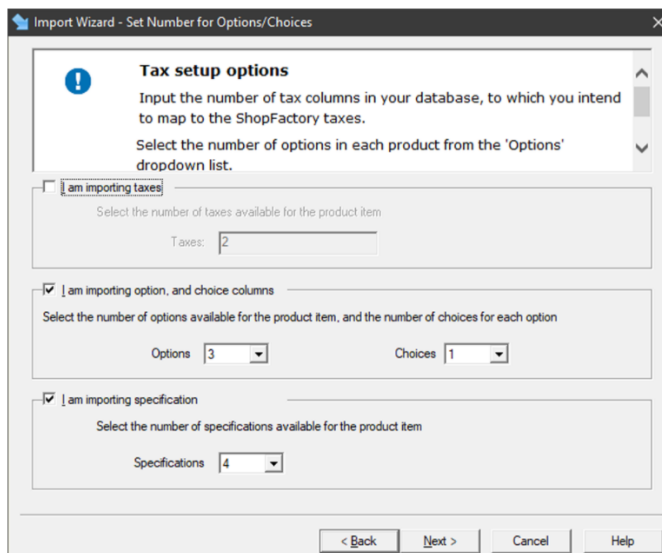 Import Wizard - Set Number for Options/Choices
Tax setup options
Input the number of tax columns in your database, to which you intend
to map to the ShopFactory taxes.
Select the number of options in each product from the 'Options'
dropdown list.
I am importing taxes
Select the number of taxes available for the product item
Taxes: 2
I am importing option, and choice columns
Select the number of options available for the product item, and the number of choices for each option
Options 3 Choices 1
I am importing specification
Select the number of specifications available for the product item
Specifications 4
< Back Next > Cancel Help